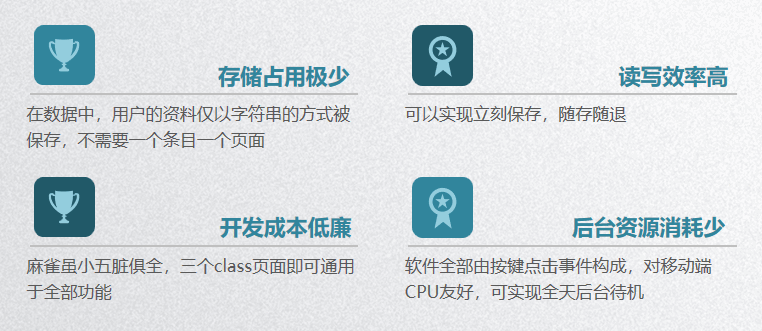 存储占用极少
在数据中，用户的资料仅以字符串的方式被
保存，不需要一个条目一个页面
读写效率高
可以实现立刻保存，随存随退
开发成本低廉
麻雀虽小五脏俱全，三个class页面即可通用
于全部功能
后台资源消耗少
软件全部由按键点击事件构成，对移动端
CPU友好，可实现全天后台待机